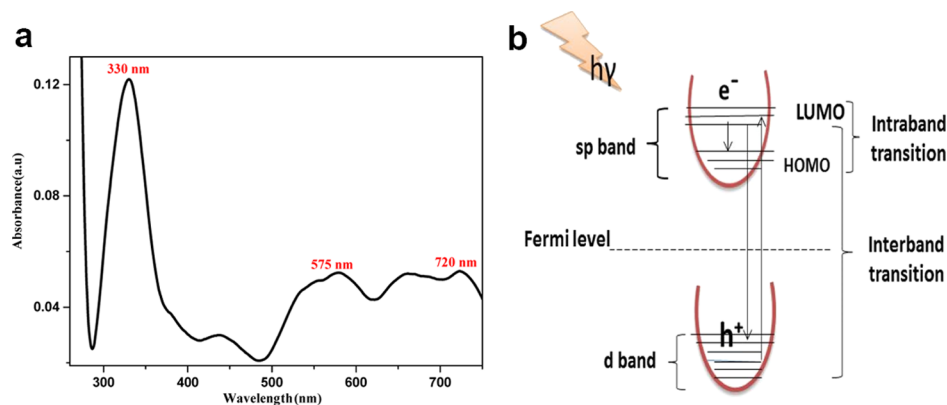 a
330 nm
575 nm
720 nm
0.12
0.08
0.04
Absorbance(a.u)
300
400
500
600
700
Wavelength (nm)
b
hγ
e⁻
LUMO
HOMO
sp band
Intraband
transition
Fermi level
Interband
transition
h⁺
d band